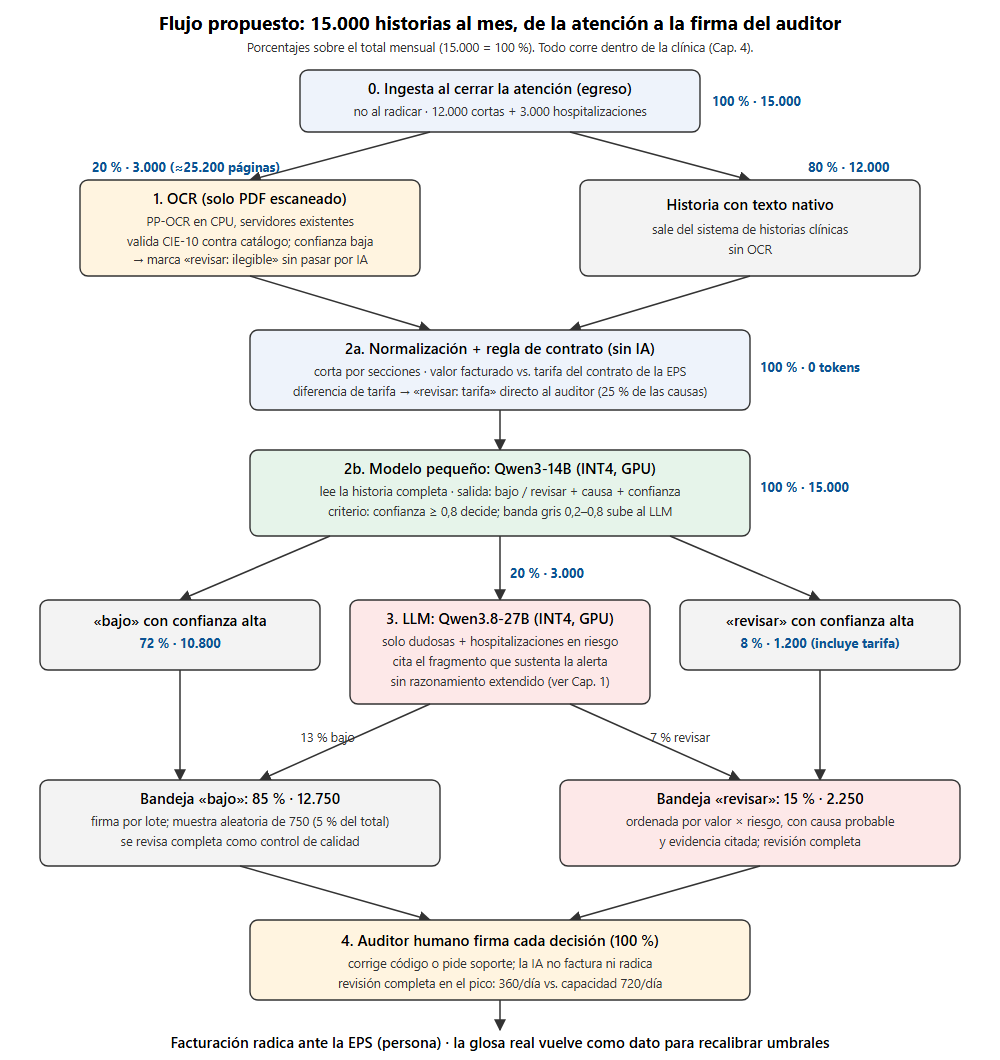 Flujo propuesto: 15.000 historias al mes, de la atención a la firma del auditor
Porcentajes sobre el total mensual (15.000 = 100 %). Todo corre dentro de la clínica (Cap. 4).
0. Ingesta al cerrar la atención (egreso)
no al radicar · 12.000 cortas + 3.000 hospitalizaciones
100 % · 15.000
20 % · 3.000 (≈25.200 páginas)
80 % · 12.000
1. OCR (solo PDF escaneado)
PP-OCR en CPU, servidores existentes
valida CIE-10 contra catálogo; confianza baja
→ marca «revisar: ilegible» sin pasar por IA
Historia con texto nativo
sale del sistema de historias clínicas
sin OCR
2a. Normalización + regla de contrato (sin IA)
corta por secciones · valor facturado vs. tarifa del contrato de la EPS
diferencia de tarifa → «revisar: tarifa» directo al auditor (25 % de las causas)
100 % · 0 tokens
2b. Modelo pequeño: Qwen3-14B (INT4, GPU)
lee la historia completa · salida: bajo / revisar + causa + confianza
criterio: confianza ≥ 0,8 decide; banda gris 0,2–0,8 sube al LLM
100 % · 15.000
20 % · 3.000
«bajo» con confianza alta
72 % · 10.800
3. LLM: Qwen3.8-27B (INT4, GPU)
solo dudosas + hospitalizaciones en riesgo
cita el fragmento que sustenta la alerta
sin razonamiento extendido (ver Cap. 1)
«revisar» con confianza alta
8 % · 1.200 (incluye tarifa)
13 % bajo
7 % revisar
Bandeja «bajo»: 85 % · 12.750
firma por lote; muestra aleatoria de 750 (5 % del total)
se revisa completa como control de calidad
Bandeja «revisar»: 15 % · 2.250
ordenada por valor × riesgo, con causa probable
y evidencia citada; revisión completa
4. Auditor humano firma cada decisión (100 %)
corrige código o pide soporte; la IA no factura ni radica
revisión completa en el pico: 360/día vs. capacidad 720/día
Facturación radica ante la EPS (persona) · la glosa real vuelve como dato para recalibrar umbrales